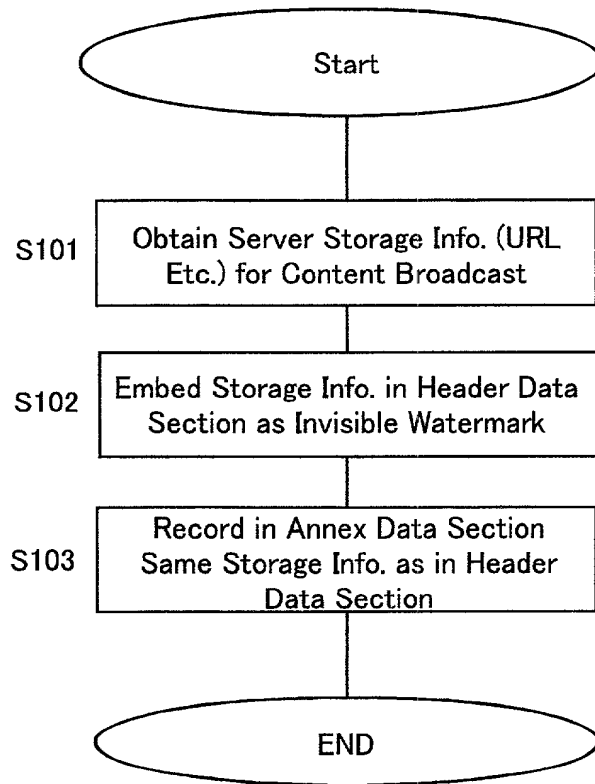 Start
S101
Obtain Server Storage Info. (URL
Etc.) for Content Broadcast
S102
Embed Storage Info. in Header Data
Section as Invisible Watermark
S103
Record in Annex Data Section
Same Storage Info. as in Header
Data Section
END